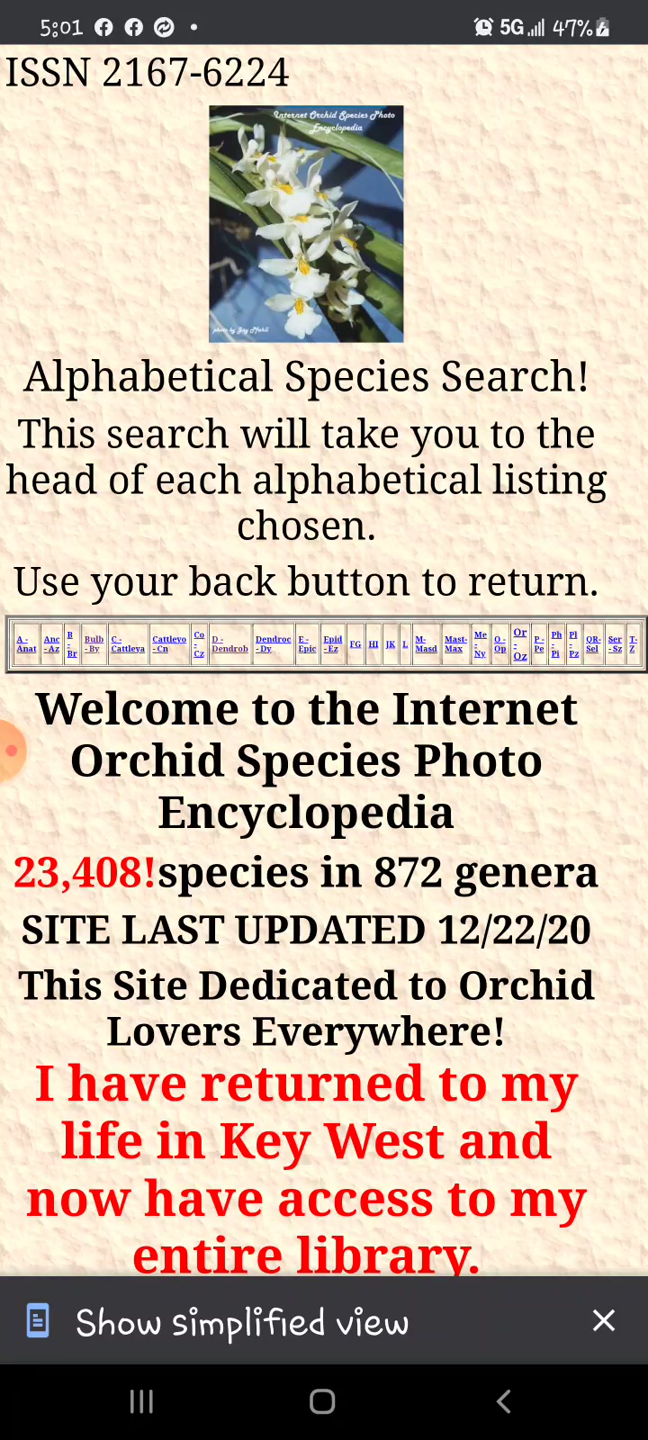 5:01 5G 47%
ISSN 2167-6224
Internet Orchid Species Photo
Encyclopedia
photo by Jay Pfahl
Alphabetical Species Search!
This search will take you to the
head of each alphabetical listing
chosen.
Use your back button to return.
A - Anat Anc - Az B - Br Bulb - By C - Cattleya Cattleyo - Cn Co - Cz D - Dendrob Dendroc - Dy E - Epic Epid - Ez FG HI JK L M- Masd Mast- Max Me - Ny O - Op Or - Oz P - Pe Ph - Pi Pl - Pz QR- Sel Ser - Sz T- Z
Welcome to the Internet
Orchid Species Photo
Encyclopedia
23,408!species in 872 genera
SITE LAST UPDATED 12/22/20
This Site Dedicated to Orchid
Lovers Everywhere!
I have returned to my
life in Key West and
now have access to my
entire library.
Show simplified view